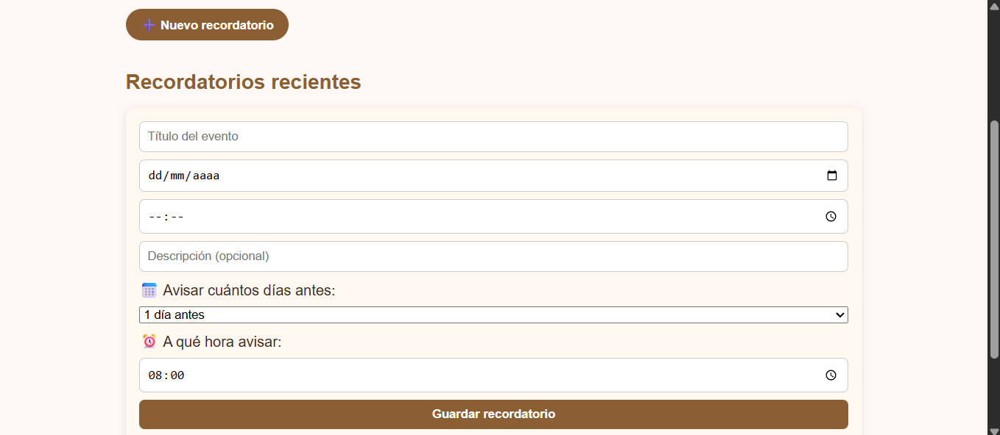 Nuevo recordatorio
Recordatorios recientes
Título del evento
dd/mm/aaaa
--:--
Descripción (opcional)
Avisar cuántos días antes:
1 día antes
A qué hora avisar:
08:00
Guardar recordatorio